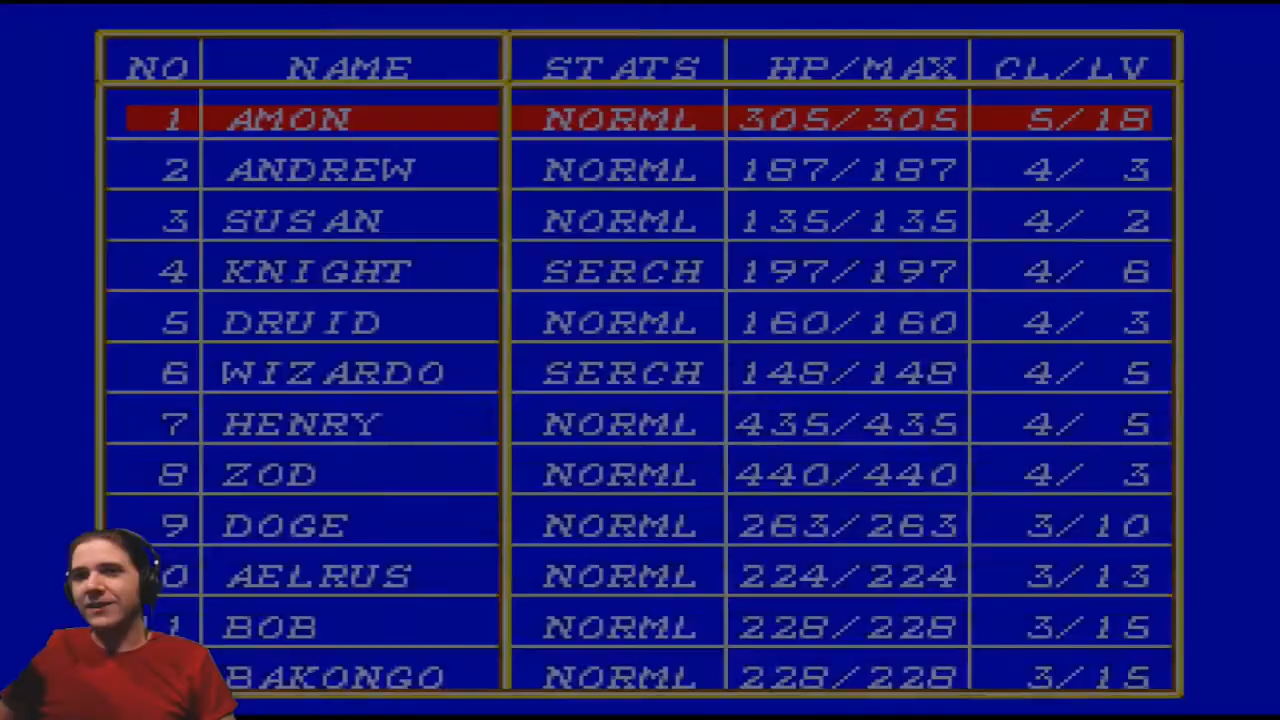 NO NAME STATS HP/MAX CL/LV
1 AMON NORML 305/305 5/18
2 ANDREW NORML 187/187 4/ 3
3 SUSAN NORML 135/135 4/ 2
4 KNIGHT SERCH 197/197 4/ 6
5 DRUID NORML 160/160 4/ 3
6 WIZARDO SERCH 148/148 4/ 5
7 HENRY NORML 435/435 4/ 5
8 ZOD NORML 440/440 4/ 3
9 DOGE NORML 263/263 3/10
0 AELRUS NORML 224/224 3/13
1 BOB NORML 228/228 3/15
BAKONGO NORML 228/228 3/15